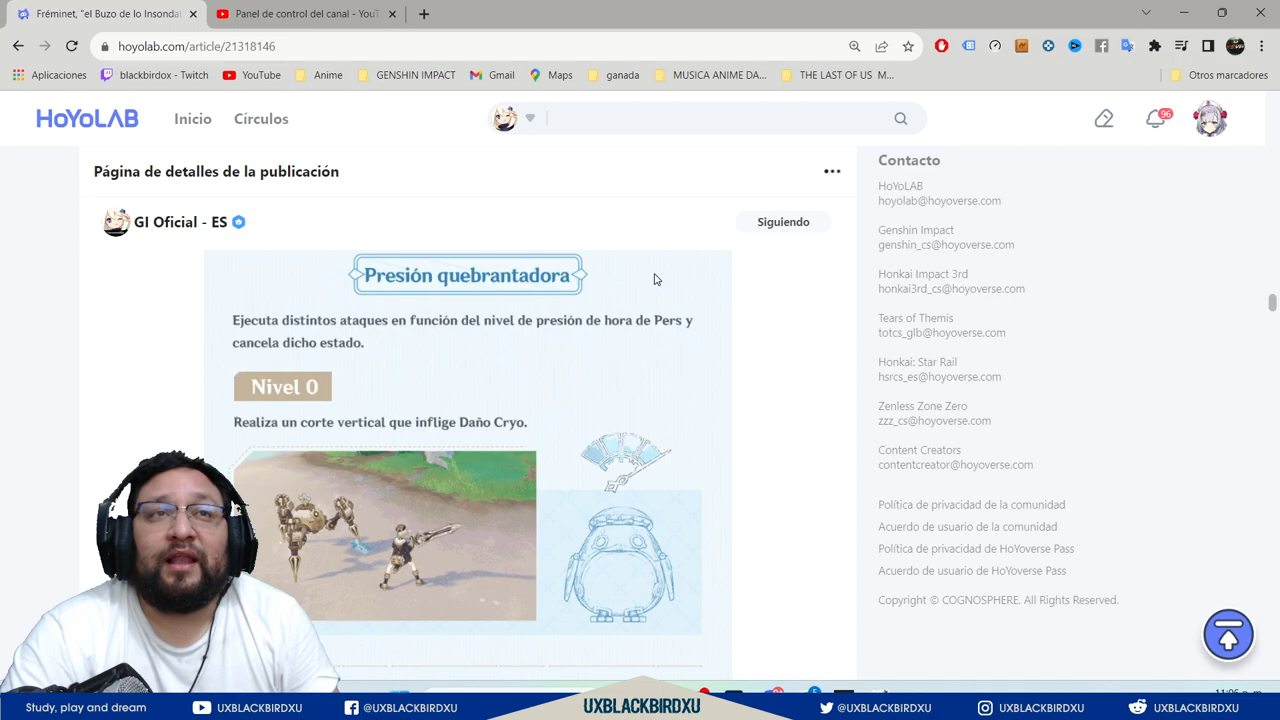 Fréminet, "el Buzo de lo Insondal
Panel de control del canal - YouT
hoyolab.com/article/21318146
Aplicaciones
blackbirdox - Twitch
YouTube
Anime
GENSHIN IMPACT
Gmail
Maps
ganada
MUSICA ANIME DA...
THE LAST OF US M...
Otros marcadores
HoYoLAB
Inicio
Círculos
96
Página de detalles de la publicación
GI Oficial - ES
Siguiendo
Presión quebrantadora
Ejecuta distintos ataques en función del nivel de presión de hora de Pers y
cancela dicho estado.
Nivel 0
Realiza un corte vertical que inflige Daño Cryo.
Contacto
HoYoLAB
hoyolab@hoyoverse.com
Genshin Impact
genshin_cs@hoyoverse.com
Honkai Impact 3rd
honkai3rd_cs@hoyoverse.com
Tears of Themis
totcs_glb@hoyoverse.com
Honkai: Star Rail
hsrcs_es@hoyoverse.com
Zenless Zone Zero
zzz_cs@hoyoverse.com
Content Creators
contentcreator@hoyoverse.com
Política de privacidad de la comunidad
Acuerdo de usuario de la comunidad
Política de privacidad de HoYoverse Pass
Acuerdo de usuario de HoYoverse Pass
Copyright © COGNOSPHERE. All Rights Reserved.
Study, play and dream
UXBLACKBIRDXU
@UXBLACKBIRDXU
UXBLACKBIRDXU
@UXBLACKBIRDXU
UXBLACKBIRDXU
UXBLACKBIRDXU